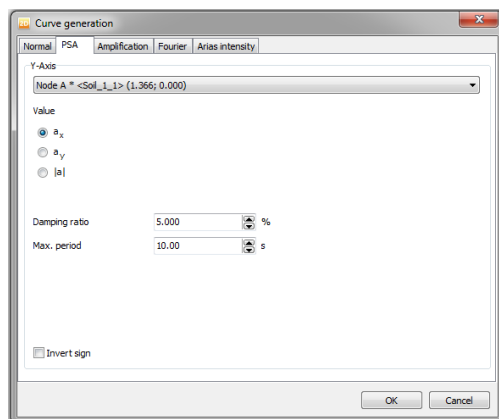 Curve generation
Normal PSA Amplification Fourier Arias intensity
Y-Axis
Node A * <Soil_1_1> (1.366; 0.000)
Value
ax
ay
|a|
Damping ratio 5.000 %
Max. period 10.00 s
Invert sign
OK Cancel